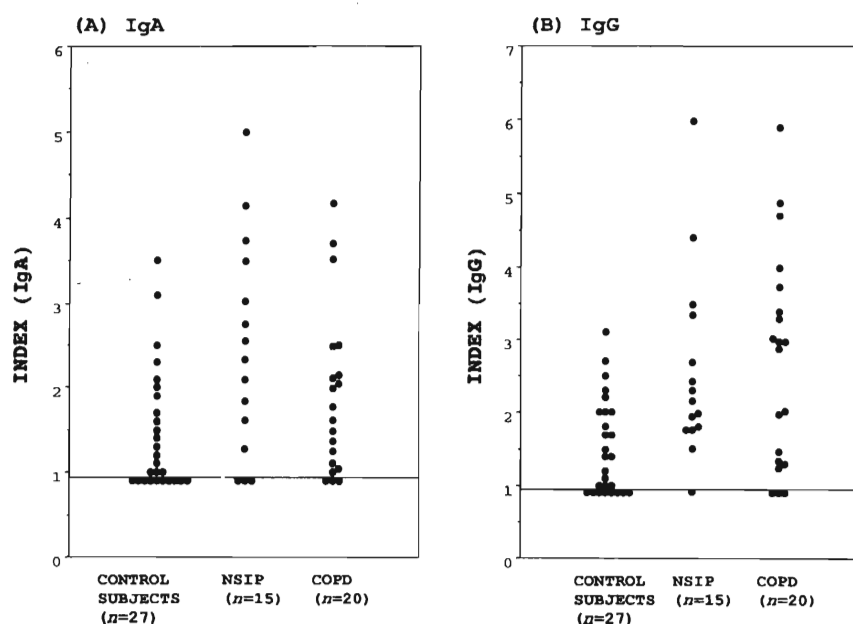 (A) IgA
6
5
4
3
2
1
0
INDEX (IgA)
CONTROL
SUBJECTS
(n=27)
NSIP
(n=15)
COPD
(n=20)
(B) IgG
7
6
5
4
3
2
1
0
INDEX (IgG)
CONTROL
SUBJECTS
(n=27)
NSIP
(n=15)
COPD
(n=20)